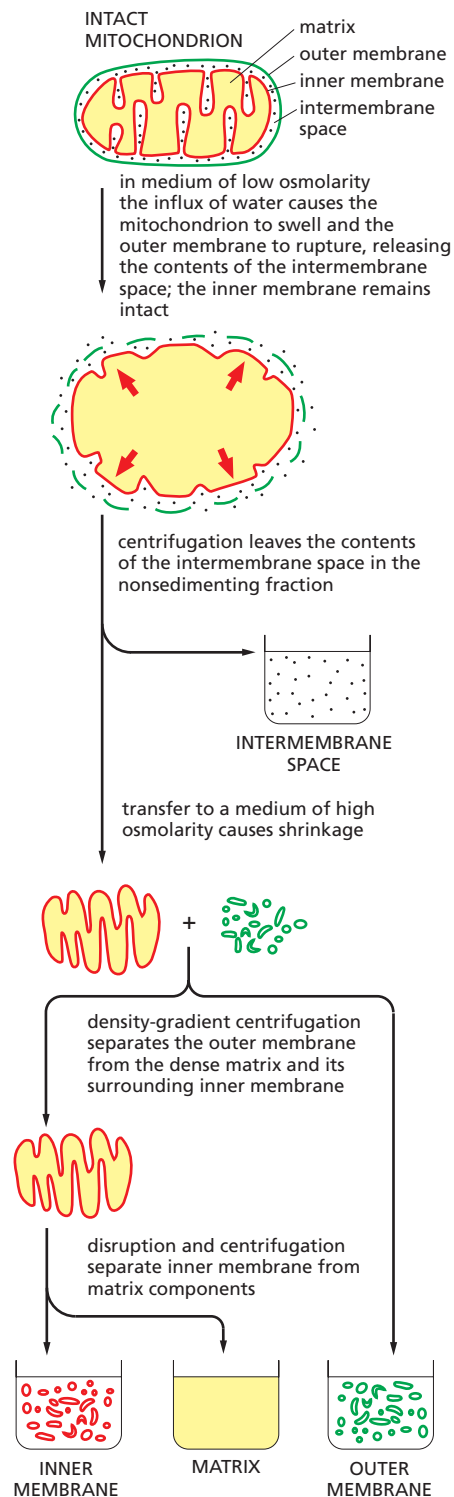 INTACT
MITOCHONDRION
matrix
outer membrane
inner membrane
intermembrane
space
in medium of low osmolarity
the influx of water causes the
mitochondrion to swell and the
outer membrane to rupture, releasing
the contents of the intermembrane
space; the inner membrane remains
intact
centrifugation leaves the contents
of the intermembrane space in the
nonsedimenting fraction
INTERMEMBRANE
SPACE
transfer to a medium of high
osmolarity causes shrinkage
+
density-gradient centrifugation
separates the outer membrane
from the dense matrix and its
surrounding inner membrane
disruption and centrifugation
separate inner membrane from
matrix components
INNER
MEMBRANE
MATRIX
OUTER
MEMBRANE